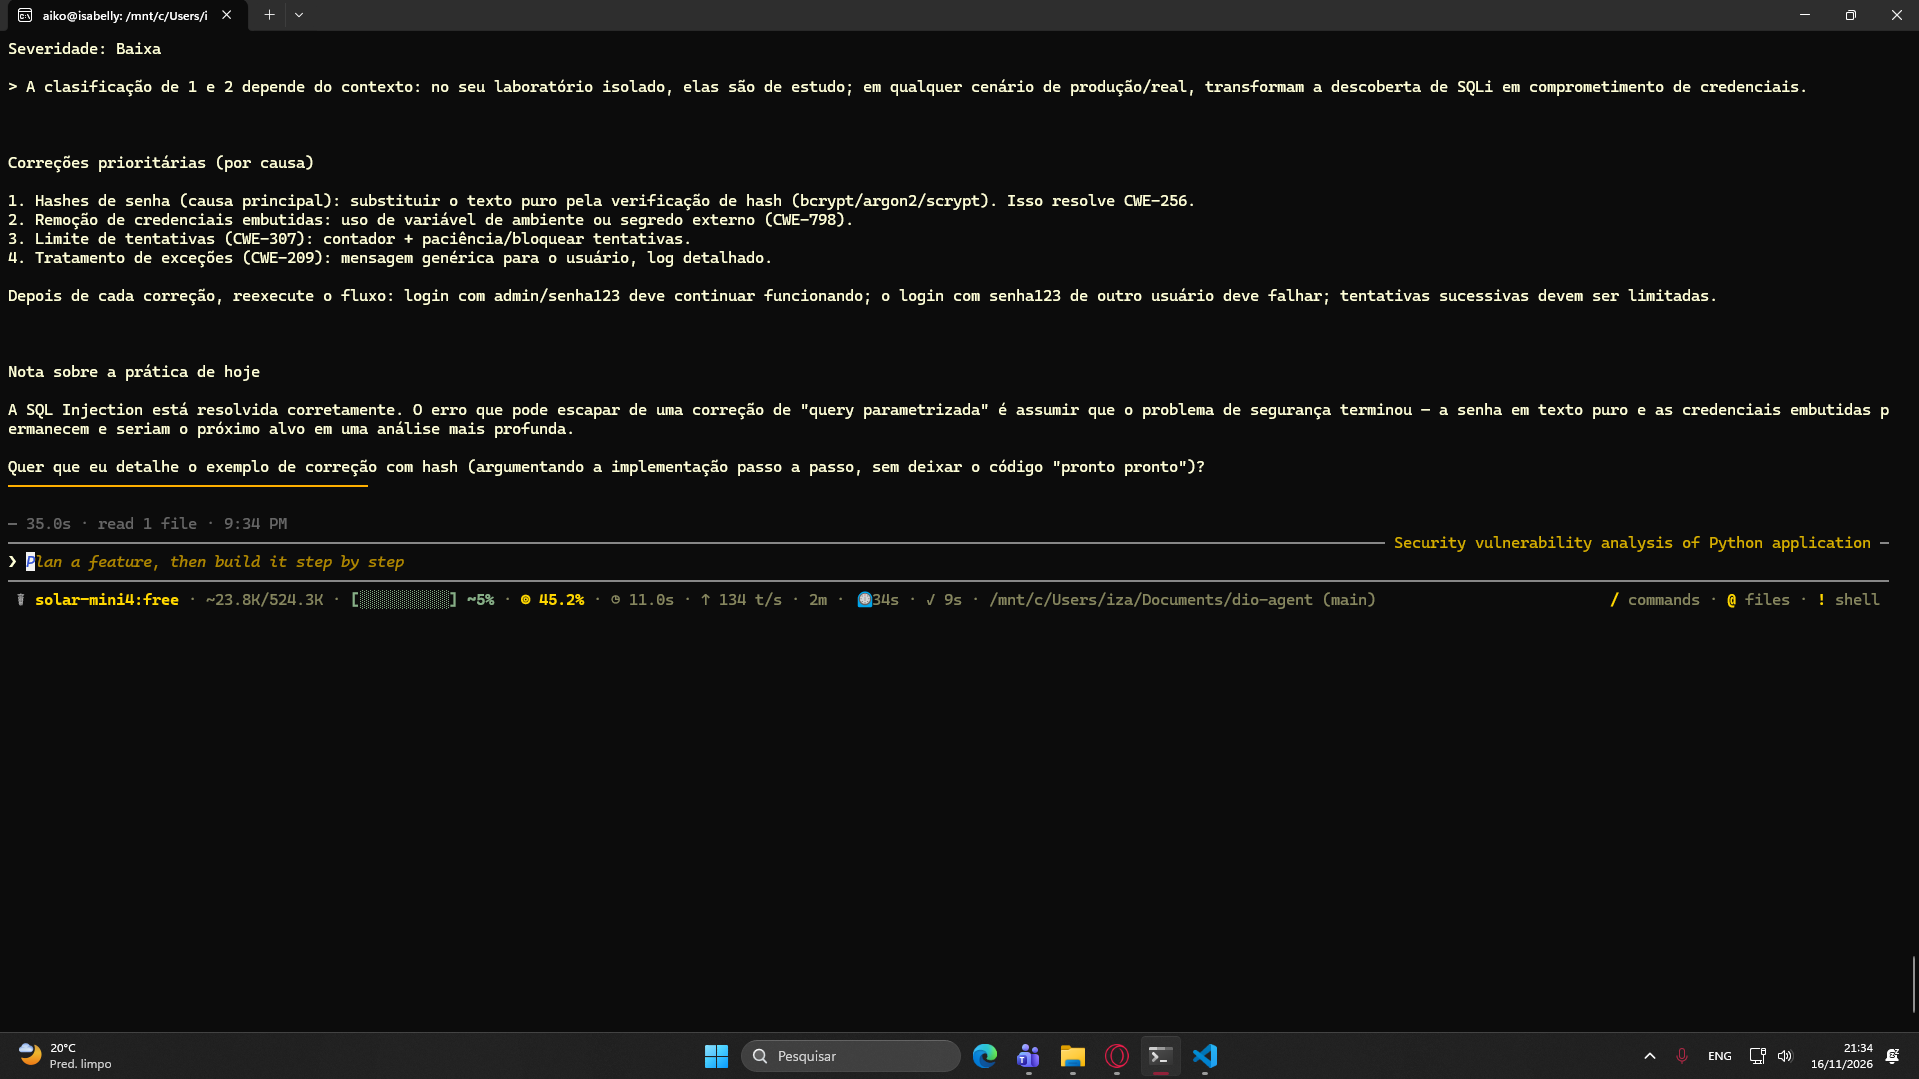 aiko@isabelly: /mnt/c/Users/i
Severidade: Baixa
> A clasificação de 1 e 2 depende do contexto: no seu laboratório isolado, elas são de estudo; em qualquer cenário de produção/real, transformam a descoberta de SQLi em comprometimento de credenciais.
Correções prioritárias (por causa)
1. Hashes de senha (causa principal): substituir o texto puro pela verificação de hash (bcrypt/argon2/scrypt). Isso resolve CWE-256.
2. Remoção de credenciais embutidas: uso de variável de ambiente ou segredo externo (CWE-798).
3. Limite de tentativas (CWE-307): contador + paciência/bloquear tentativas.
4. Tratamento de exceções (CWE-209): mensagem genérica para o usuário, log detalhado.
Depois de cada correção, reexecute o fluxo: login com admin/senha123 deve continuar funcionando; o login com senha123 de outro usuário deve falhar; tentativas sucessivas devem ser limitadas.
Nota sobre a prática de hoje
A SQL Injection está resolvida corretamente. O erro que pode escapar de uma correção de "query parametrizada" é assumir que o problema de segurança terminou — a senha em texto puro e as credenciais embutidas p
ermanecem e seriam o próximo alvo em uma análise mais profunda.
Quer que eu detalhe o exemplo de correção com hash (argumentando a implementação passo a passo, sem deixar o código "pronto pronto")?
— 35.0s · read 1 file · 9:34 PM
Security vulnerability analysis of Python application
❯ Plan a feature, then build it step by step
solar-mini4:free · ~23.8K/524.3K · [░░░░░░░░░░] ~5% · ⊚ 45.2% · 11.0s · ↑ 134 t/s · 2m · 34s · √ 9s · /mnt/c/Users/iza/Documents/dio-agent (main) / commands · @ files · ! shell
20°C
Pred. limpo
Pesquisar
ENG
21:34
16/11/2026